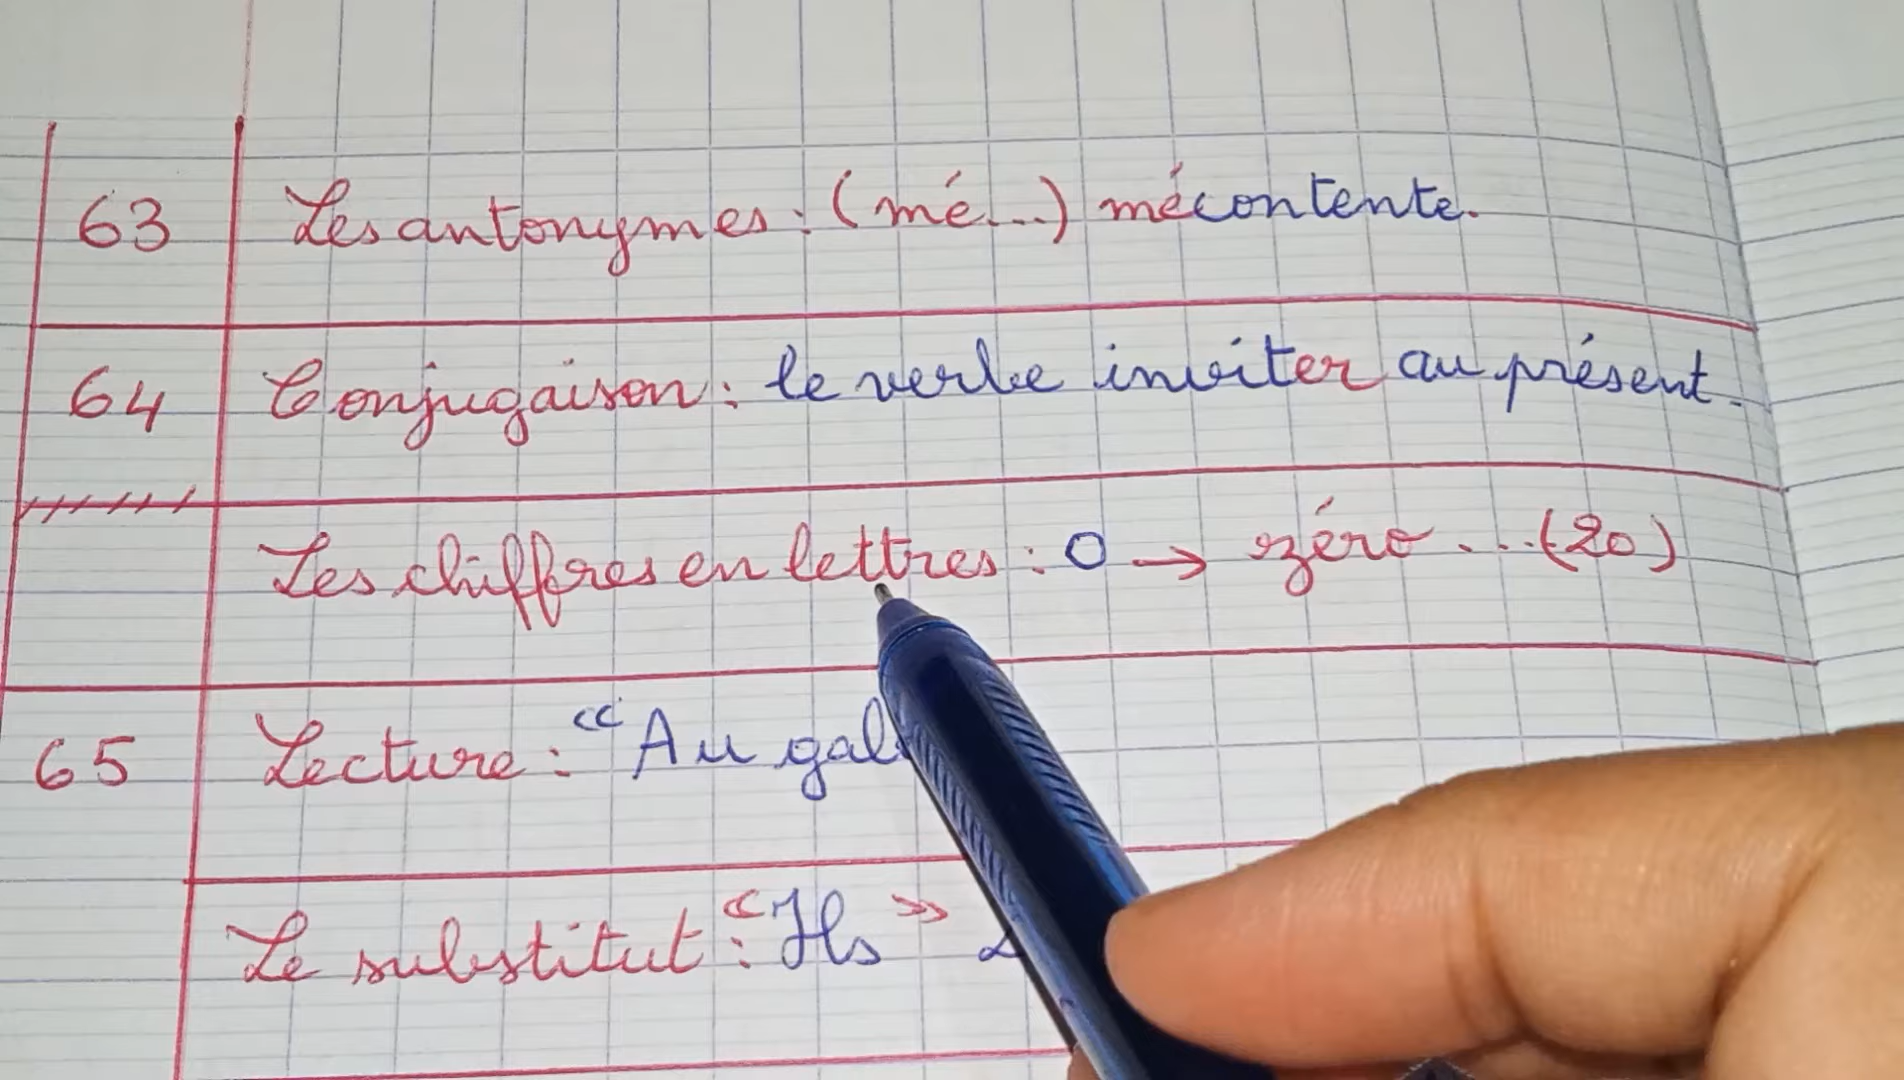 63 Les antonymes : (mé...) mécontente.
64 Conjugaison : le verbe inviter au présent.
Les chiffres en lettres : 0 → zéro ... (20)
65 Lecture : "Au
Le substitut : "Ils"